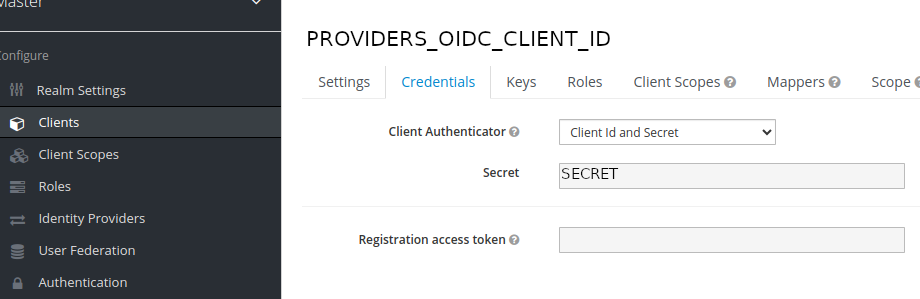 Master
Configure
Realm Settings
Clients
Client Scopes
Roles
Identity Providers
User Federation
Authentication
PROVIDERS_OIDC_CLIENT_ID
Settings Credentials Keys Roles Client Scopes ? Mappers ? Scope ?
Client Authenticator ? Client Id and Secret
Secret SECRET
Registration access token ?